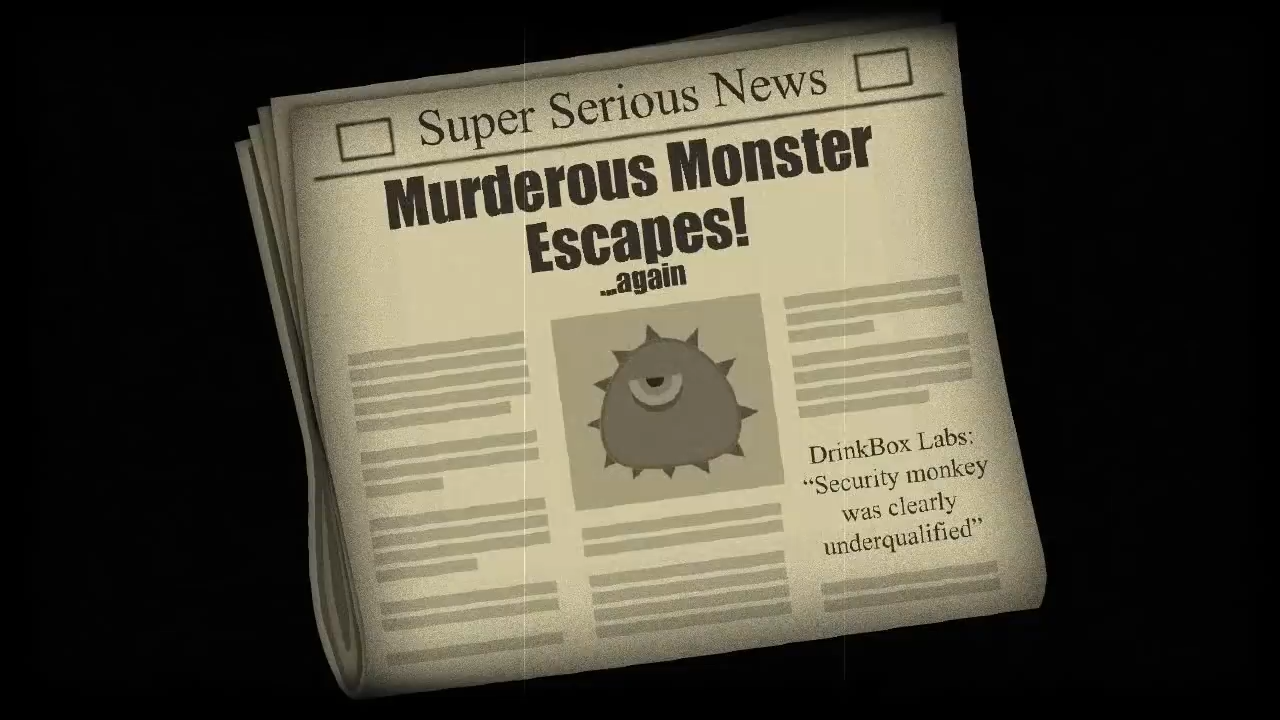 Super Serious News
Murderous Monster
Escapes!
...again
DrinkBox Labs:
“Security monkey
was clearly
underqualified”